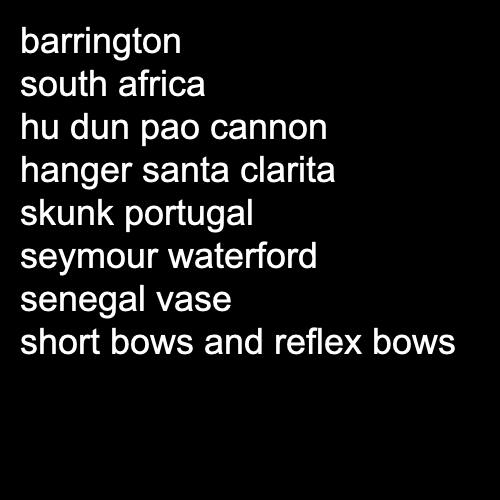 barrington
south africa
hu dun pao cannon
hanger santa clarita
skunk portugal
seymour waterford
senegal vase
short bows and reflex bows